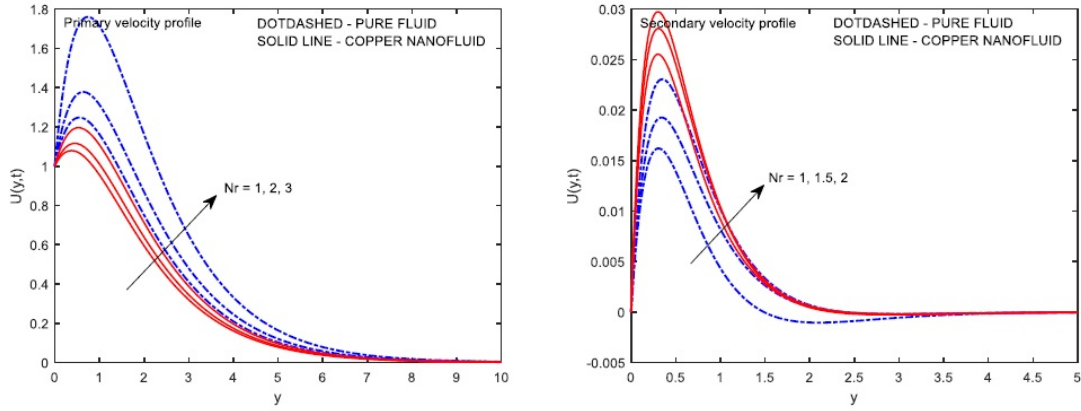 Primary velocity profile
DOTDASHED - PURE FLUID
SOLID LINE - COPPER NANOFLUID
1.8
1.6
1.4
1.2
1
0.8
0.6
0.4
0.2
0
U(y,t)
Nr = 1, 2, 3
0 1 2 3 4 5 6 7 8 9 10
y
Secondary velocity profile
DOTDASHED - PURE FLUID
SOLID LINE - COPPER NANOFLUID
0.03
0.025
0.02
0.015
0.01
0.005
0
-0.005
U(y,t)
Nr = 1, 1.5, 2
0 0.5 1 1.5 2 2.5 3 3.5 4 4.5 5
y